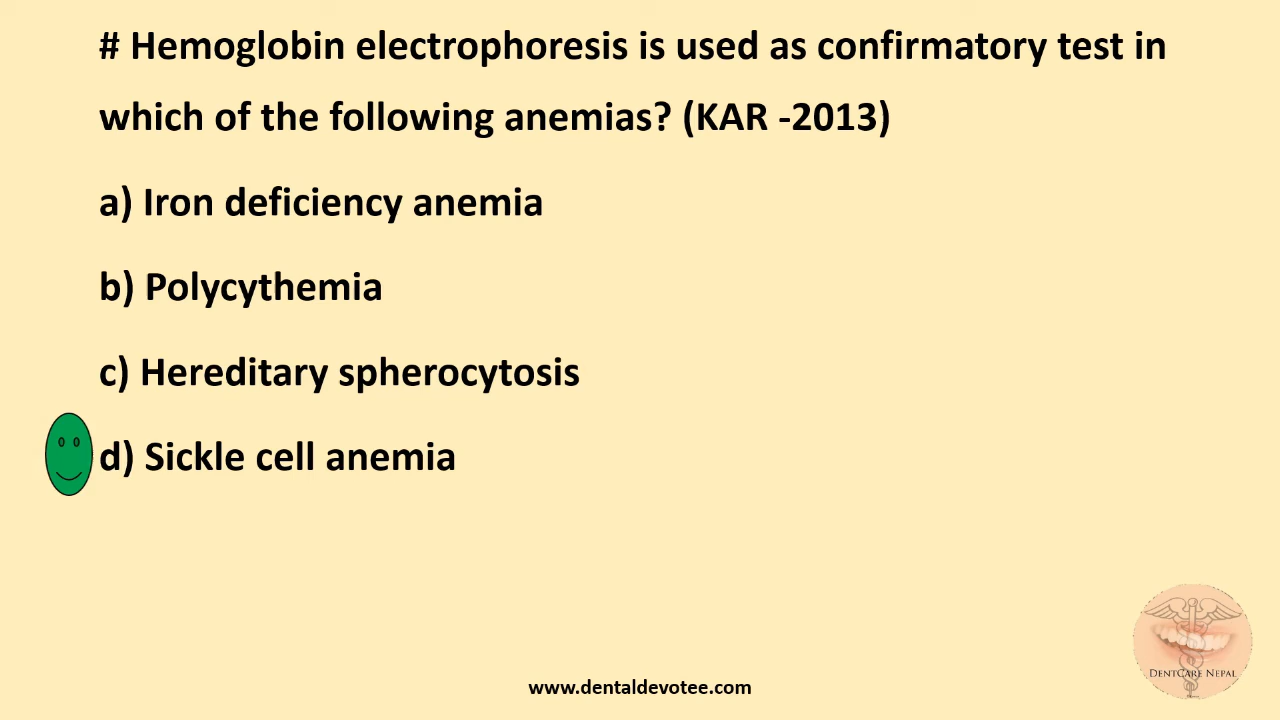 # Hemoglobin electrophoresis is used as confirmatory test in
which of the following anemias? (KAR -2013)
a) Iron deficiency anemia
b) Polycythemia
c) Hereditary spherocytosis
d) Sickle cell anemia
DENTCARE NEPAL
www.dentaldevotee.com